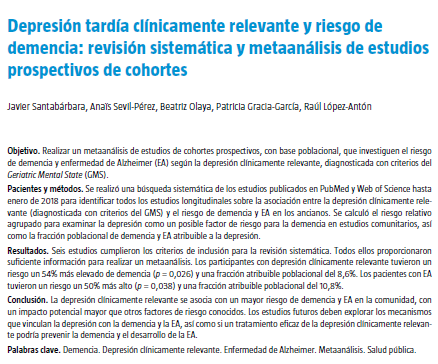 Depresión tardía clínicamente relevante y riesgo de
demencia: revisión sistemática y metaanálisis de estudios
prospectivos de cohortes
Javier Santabárbara, Anaïs Sevil-Pérez, Beatriz Olaya, Patricia Gracia-García, Raúl López-Antón
Objetivo. Realizar un metaanálisis de estudios de cohortes prospectivos, con base poblacional, que investiguen el riesgo
de demencia y enfermedad de Alzheimer (EA) según la depresión clínicamente relevante, diagnosticada con criterios del
Geriatric Mental State (GMS).
Pacientes y métodos. Se realizó una búsqueda sistemática de los estudios publicados en PubMed y Web of Science hasta
enero de 2018 para identificar todos los estudios longitudinales sobre la asociación entre la depresión clínicamente rele-
vante (diagnosticada con criterios del GMS) y el riesgo de demencia y EA en los ancianos. Se calculó el riesgo relativo
agrupado para examinar la depresión como un posible factor de riesgo para la demencia en estudios comunitarios, así
como la fracción poblacional de demencia y EA atribuible a la depresión.
Resultados. Seis estudios cumplieron los criterios de inclusión para la revisión sistemática. Todos ellos proporcionaron
suficiente información para realizar un metaanálisis. Los participantes con depresión clínicamente relevante tuvieron un
riesgo un 54% más elevado de demencia (p = 0,026) y una fracción atribuible poblacional del 8,6%. Los pacientes con EA
tuvieron un riesgo un 50% más alto (p = 0,038) y una fracción atribuible poblacional del 10,8%.
Conclusión. La depresión clínicamente relevante se asocia con un mayor riesgo de demencia y EA en la comunidad, con
un impacto potencial mayor que otros factores de riesgo conocidos. Los estudios futuros deben explorar los mecanismos
que vinculan la depresión con la demencia y la EA, así como si un tratamiento eficaz de la depresión clínicamente relevan-
te podría prevenir la demencia y el desarrollo de la EA.
Palabras clave. Demencia. Depresión clínicamente relevante. Enfermedad de Alzheimer. Metaanálisis. Salud pública.